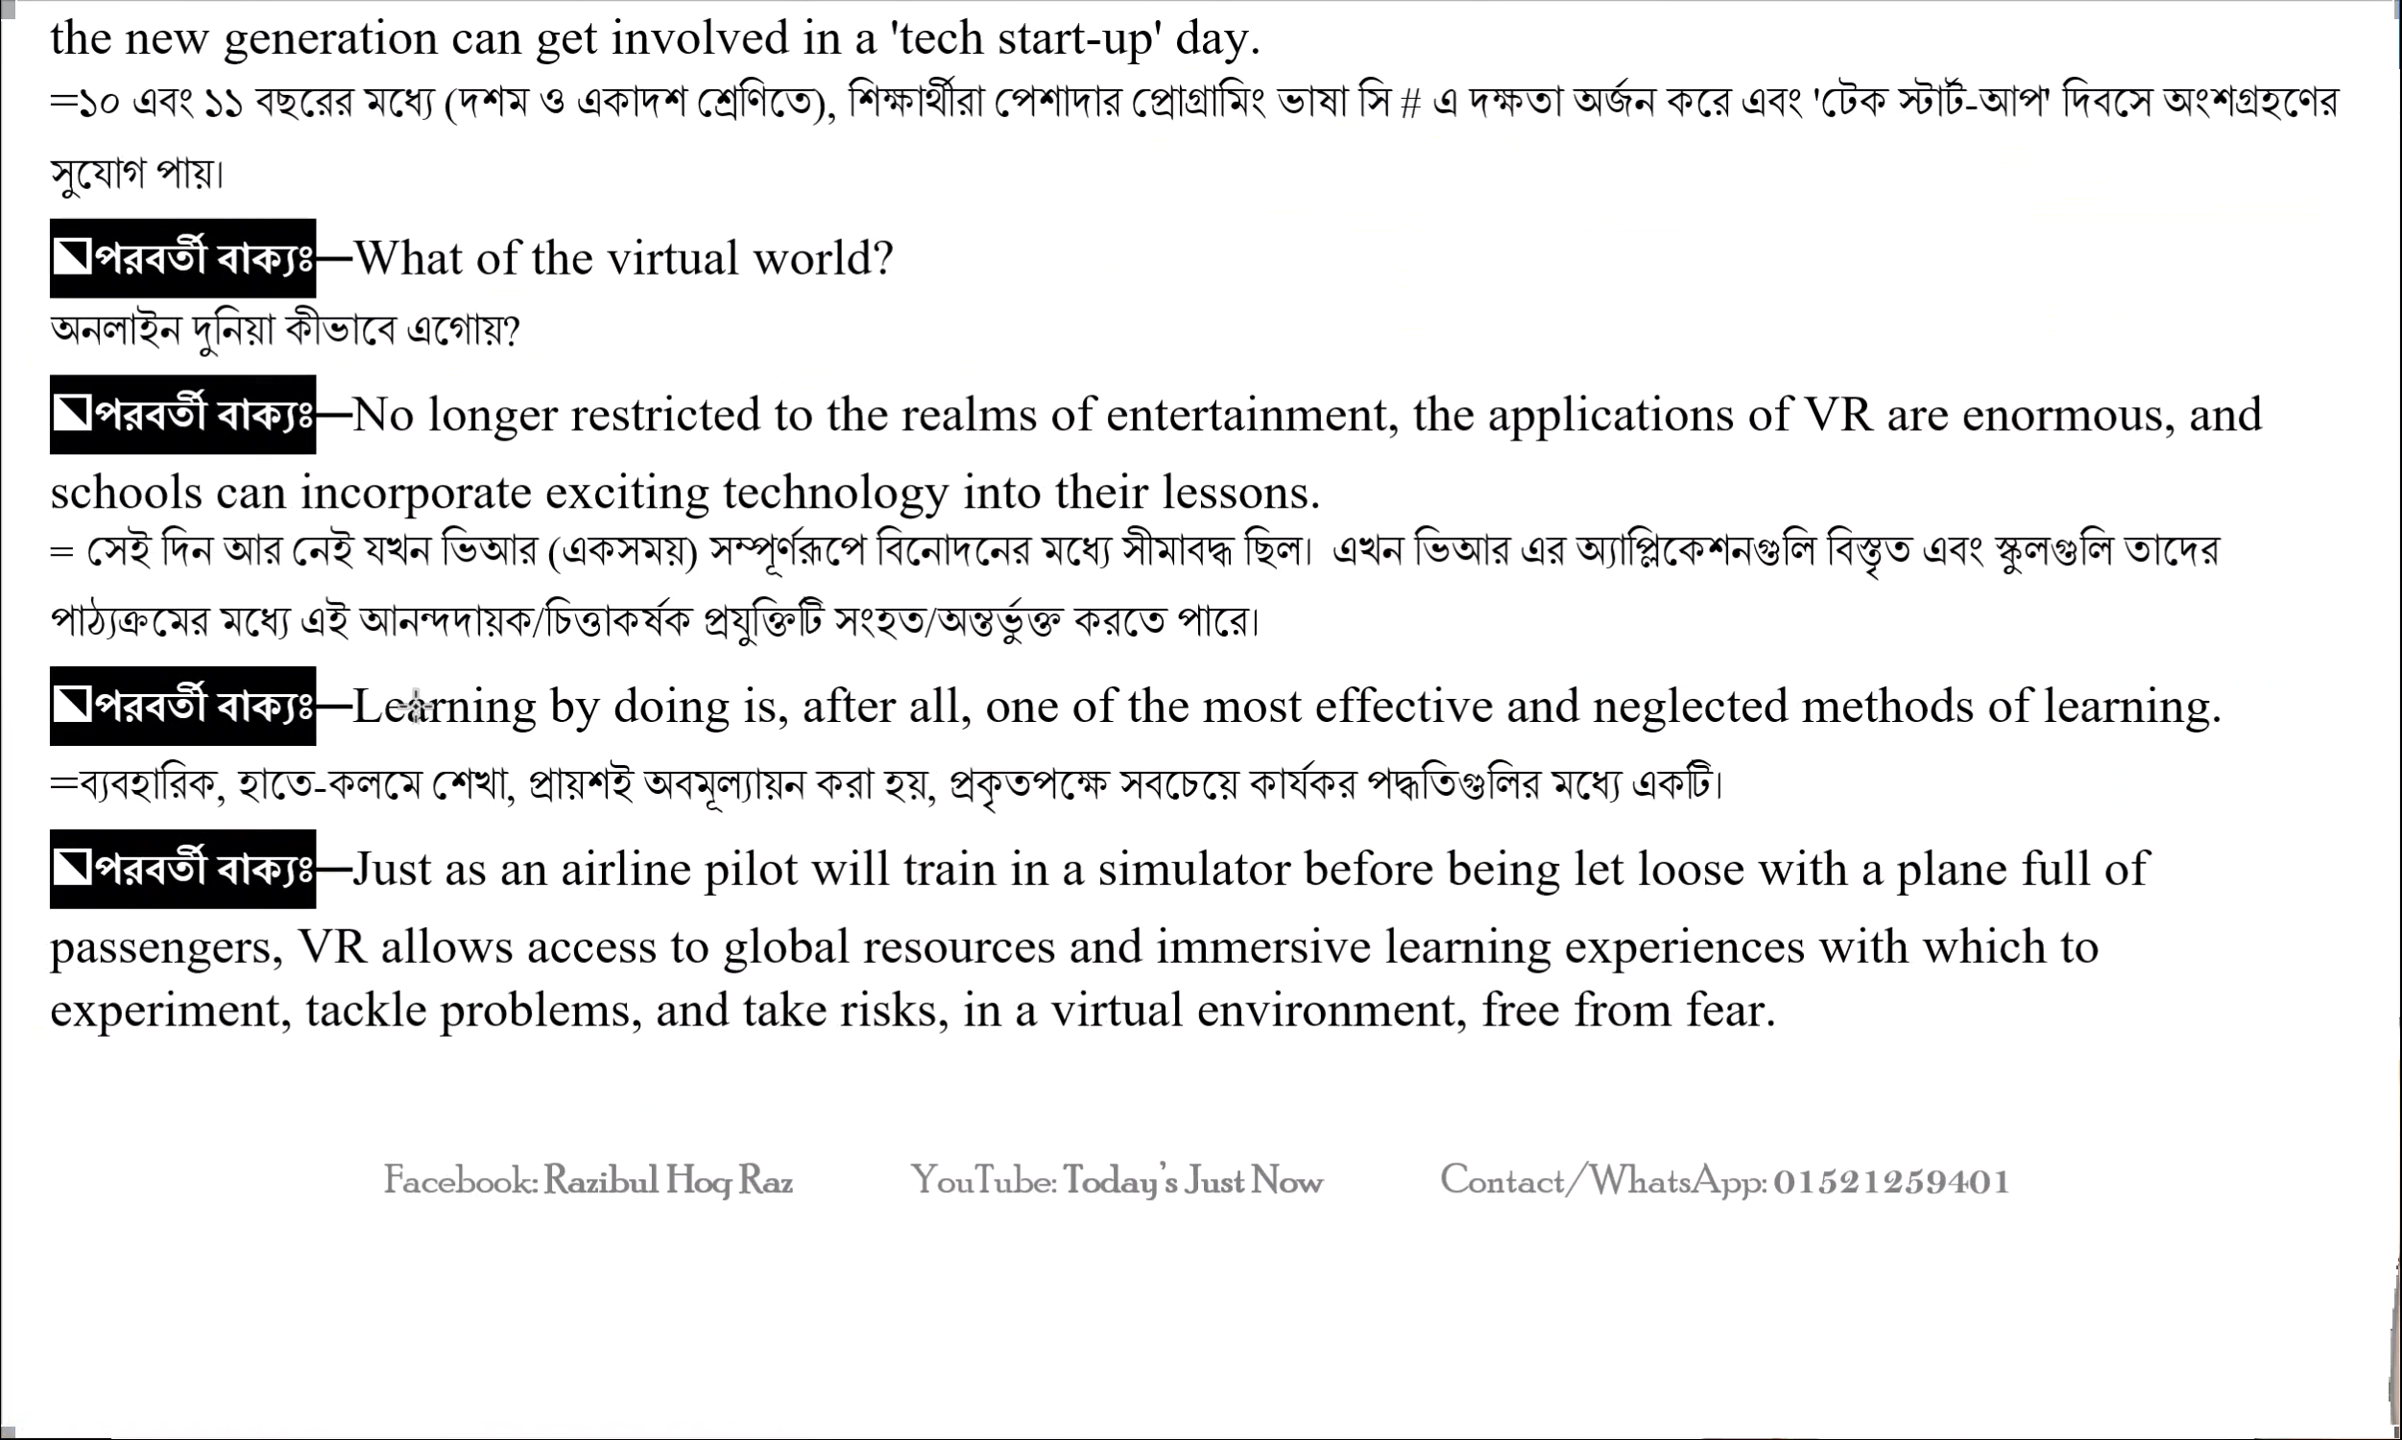 the new generation can get involved in a 'tech start-up' day.
=১০ এবং ১১ বছরের মধ্যে (দশম ও একাদশ শ্রেণিতে), শিক্ষার্থীরা পেশাদার প্রোগ্রামিং ভাষা সি # এ দক্ষতা অর্জন করে এবং 'টেক স্টার্ট-আপ' দিবসে অংশগ্রহণের
সুযোগ পায়।
পরবর্তী বাক্যঃ—What of the virtual world?
অনলাইন দুনিয়া কীভাবে এগোয়?
পরবর্তী বাক্যঃ—No longer restricted to the realms of entertainment, the applications of VR are enormous, and
schools can incorporate exciting technology into their lessons.
= সেই দিন আর নেই যখন ভিআর (একসময়) সম্পূর্ণরূপে বিনোদনের মধ্যে সীমাবদ্ধ ছিল। এখন ভিআর এর অ্যাপ্লিকেশনগুলি বিস্তৃত এবং স্কুলগুলি তাদের
পাঠ্যক্রমের মধ্যে এই আনন্দদায়ক/চিত্তাকর্ষক প্রযুক্তিটি সংহত/অন্তর্ভুক্ত করতে পারে।
পরবর্তী বাক্যঃ—Learning by doing is, after all, one of the most effective and neglected methods of learning.
=ব্যবহারিক, হাতে-কলমে শেখা, প্রায়শই অবমূল্যায়ন করা হয়, প্রকৃতপক্ষে সবচেয়ে কার্যকর পদ্ধতিগুলির মধ্যে একটি।
পরবর্তী বাক্যঃ—Just as an airline pilot will train in a simulator before being let loose with a plane full of
passengers, VR allows access to global resources and immersive learning experiences with which to
experiment, tackle problems, and take risks, in a virtual environment, free from fear.
Facebook: Razibul Hoq Raz YouTube: Today's Just Now Contact/WhatsApp: 01521259401